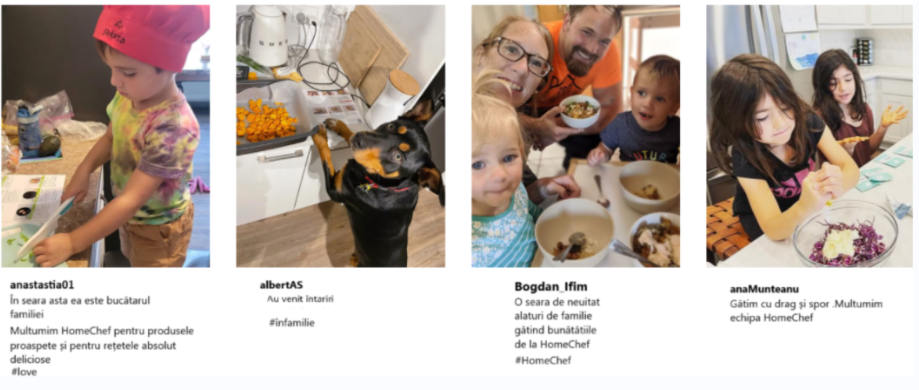 SMEG
anastastia01
În seara asta ea este bucătarul
familiei
Multumim HomeChef pentru produsele
proaspete și pentru rețetele absolut
deliciose
#love
albertAS
Au venit întariri
#infamilie
Bogdan_Ifim
O seara de neuitat
alaturi de familie
gătind bunătățiile
de la HomeChef
#HomeChef
anaMunteanu
Gătim cu drag și spor .Multumim
echipa HomeChef